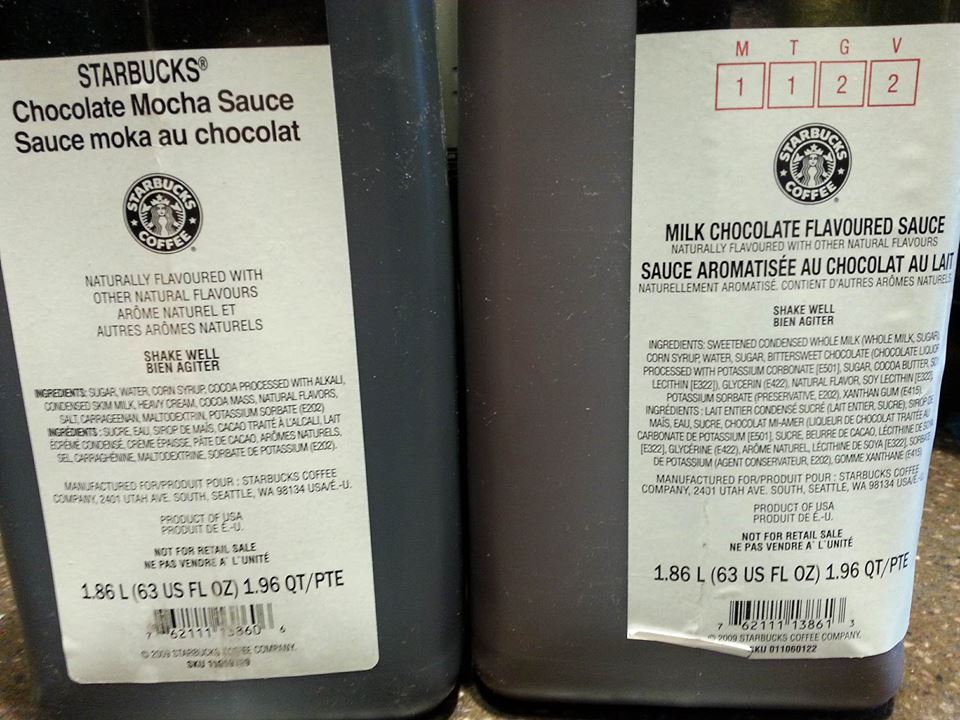 STARBUCKS®
Chocolate Mocha Sauce
Sauce moka au chocolat
STARBUCKS
COFFEE
NATURALLY FLAVOURED WITH
OTHER NATURAL FLAVOURS
ARÔME NATUREL ET
AUTRES ARÔMES NATURELS
SHAKE WELL
BIEN AGITER
INGREDIENTS: SUGAR, WATER, CORN SYRUP, COCOA PROCESSED WITH ALKALI,
CONDENSED SKIM MILK, HEAVY CREAM, COCOA MASS, NATURAL FLAVORS,
SALT, CARRAGEENAN, MALTODEXTRIN, POTASSIUM SORBATE (E202)
INGRÉDIENTS : SUCRE, EAU, SIROP DE MAÏS, CACAO TRAITÉ A L'ALCALI, LAIT
ÉCRÉMÉ CONDENSÉ, CRÈME ÉPAISSE, PÂTE DE CACAO, ARÔMES NATURELS,
SEL, CARRAGHÉNINE, MALTODEXTRINE, SORBATE DE POTASSIUM (E202).
MANUFACTURED FOR/PRODUIT POUR : STARBUCKS COFFEE
COMPANY, 2401 UTAH AVE. SOUTH, SEATTLE, WA 98134 USA/É.-U.
PRODUCT OF USA
PRODUIT DE É.-U.
NOT FOR RETAIL SALE
NE PAS VENDRE A' L'UNITÉ
1.86 L (63 US FL OZ) 1.96 QT/PTE
7 62111 13860 6
© 2009 STARBUCKS COFFEE COMPANY.
SKU
M T G V
1 1 2 2
STARBUCKS
COFFEE
MILK CHOCOLATE FLAVOURED SAUCE
NATURALLY FLAVOURED WITH OTHER NATURAL FLAVOURS
SAUCE AROMATISÉE AU CHOCOLAT AU LAIT
NATURELLEMENT AROMATISÉ. CONTIENT D'AUTRES ARÔMES NATURELS
SHAKE WELL
BIEN AGITER
INGREDIENTS: SWEETENED CONDENSED WHOLE MILK (WHOLE MILK, SUGAR),
CORN SYRUP, WATER, SUGAR, BITTERSWEET CHOCOLATE (CHOCOLATE LIQUOR
PROCESSED WITH POTASSIUM CORBONATE [E501], SUGAR, COCOA BUTTER, SOY
LECITHIN [E322]), GLYCERIN (E422), NATURAL FLAVOR, SOY LECITHIN [E322],
POTASSIUM SORBATE (PRESERVATIVE, E202), XANTHAN GUM (E415).
INGRÉDIENTS : LAIT ENTIER CONDENSÉ SUCRÉ (LAIT ENTIER, SUCRE), SIROP DE
MAÏS, EAU, SUCRE, CHOCOLAT MI-AMER (LIQUEUR DE CHOCOLAT TRAITÉE AU
CARBONATE DE POTASSIUM [E501], SUCRE, BEURRE DE CACAO, LÉCITHINE DE SOYA
[E322], GLYCÉRINE (E422), ARÔME NATUREL, LÉCITHINE DE SOYA [E322], SORBATE
DE POTASSIUM (AGENT CONSERVATEUR, E202), GOMME XANTHANE (E415)
MANUFACTURED FOR/PRODUIT POUR : STARBUCKS COFFEE
COMPANY, 2401 UTAH AVE. SOUTH, SEATTLE, WA 98134 USA/É.-U.
PRODUCT OF USA
PRODUIT DE É.-U.
NOT FOR RETAIL SALE
NE PAS VENDRE A' L'UNITÉ
1.86 L (63 US FL OZ) 1.96 QT/PTE
7 62111 13861 3
© 2009 STARBUCKS COFFEE COMPANY.
SKU 011060122